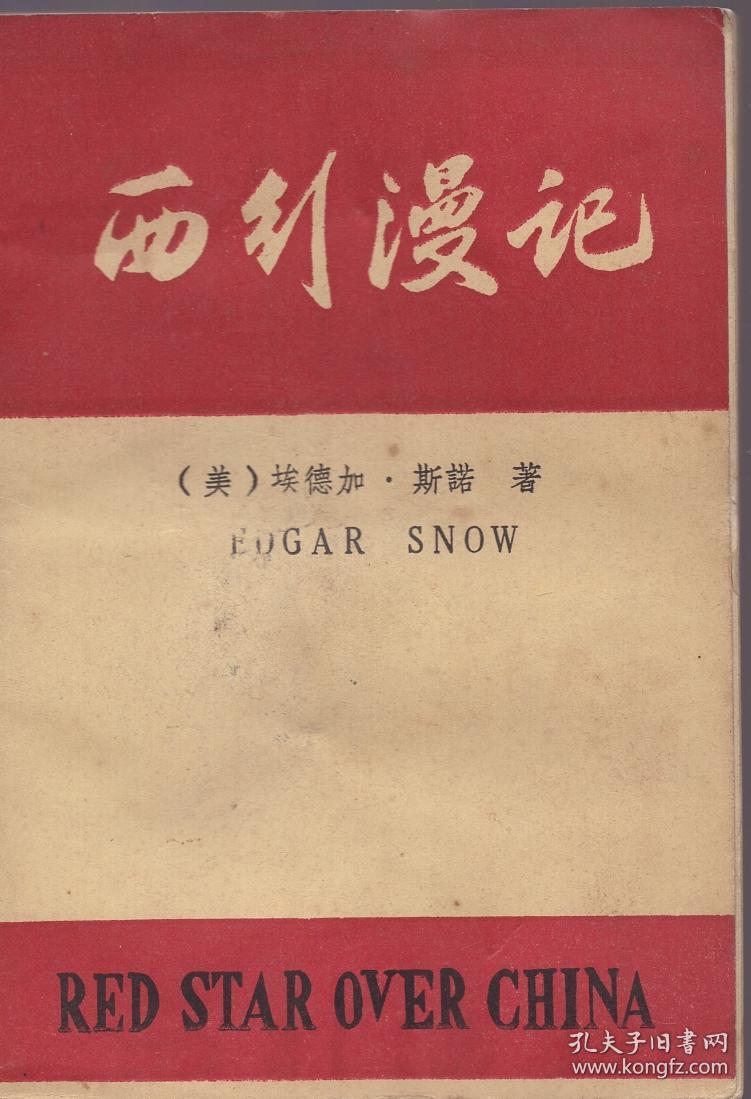 西行漫记
(美)埃德加·斯諾 著
EDGAR SNOW
RED STAR OVER CHINA
孔夫子旧书网
www.kongfz.com